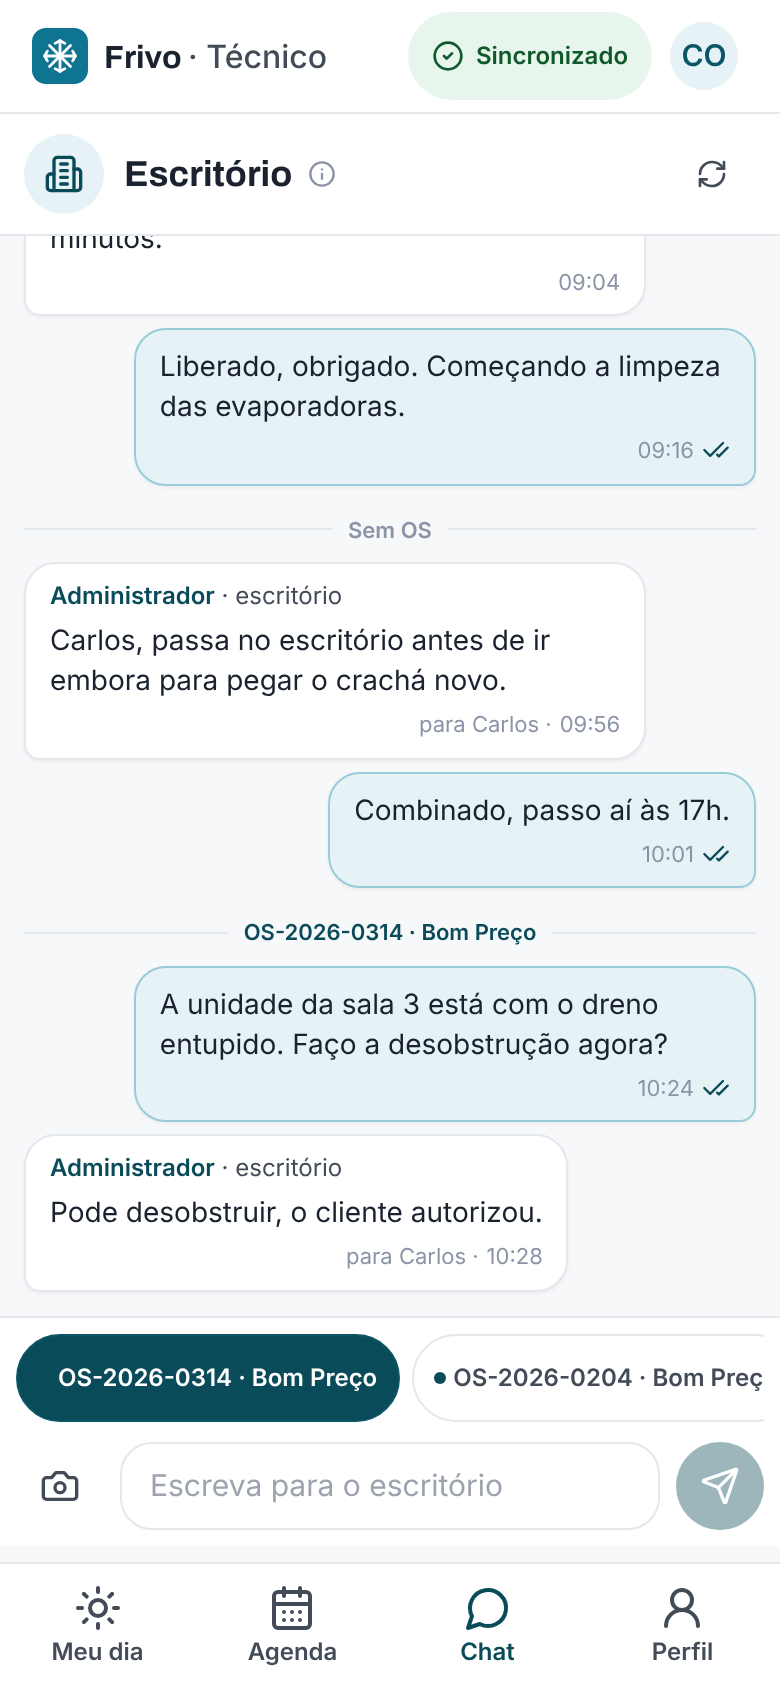 Frivo · Técnico
Sincronizado
CO
Escritório
minutos.
09:04
Liberado, obrigado. Começando a limpeza
das evaporadoras.
09:16
Sem OS
Administrador · escritório
Carlos, passa no escritório antes de ir
embora para pegar o crachá novo.
para Carlos · 09:56
Combinado, passo aí às 17h.
10:01
OS-2026-0314 · Bom Preço
A unidade da sala 3 está com o dreno
entupido. Faço a desobstrução agora?
10:24
Administrador · escritório
Pode desobstruir, o cliente autorizou.
para Carlos · 10:28
OS-2026-0314 · Bom Preço
OS-2026-0204 · Bom Preç
Escreva para o escritório
Meu dia
Agenda
Chat
Perfil